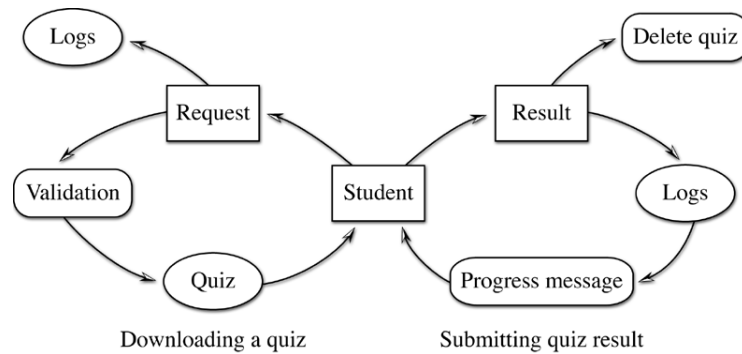 Logs
Delete quiz
Request
Result
Validation
Student
Logs
Quiz
Progress message
Downloading a quiz
Submitting quiz result